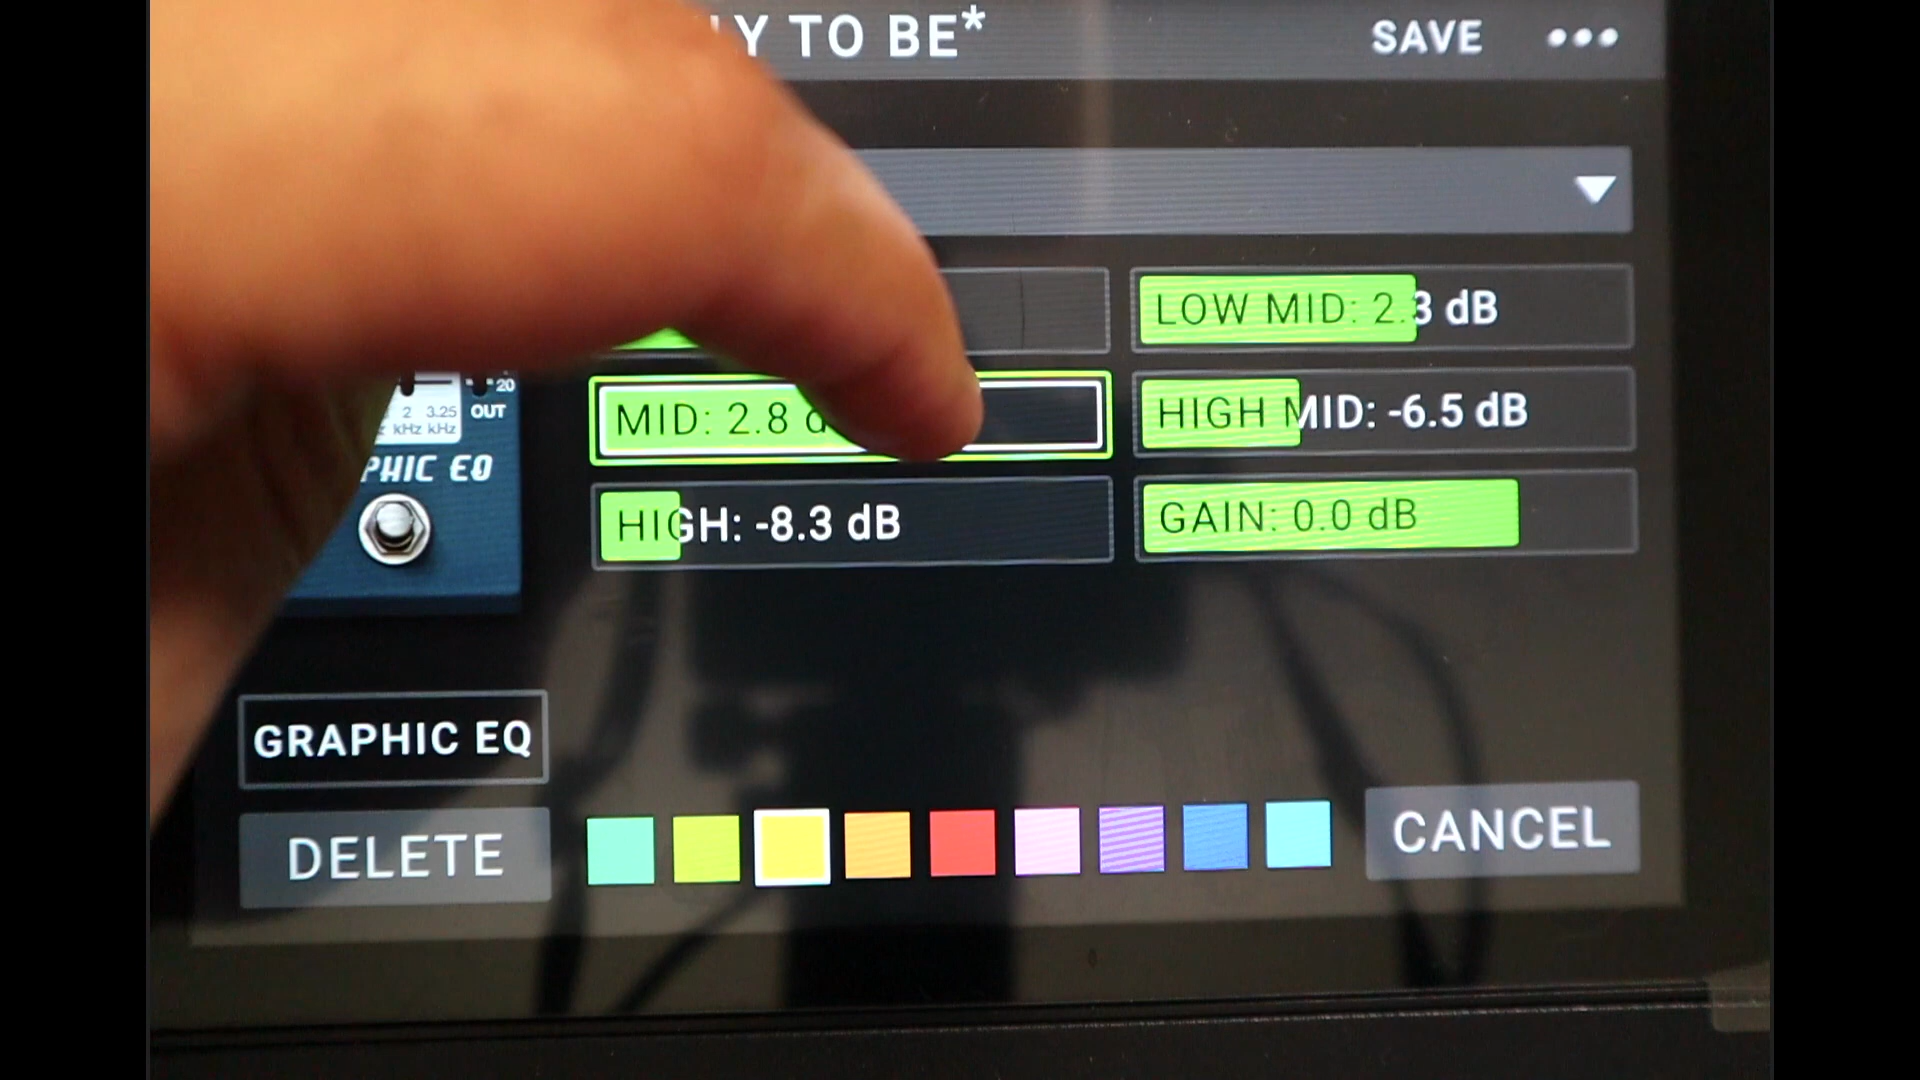 Y TO BE*
SAVE
LOW MID: 2.3 dB
20
2 3.25 OUT
kHz kHz
MID: 2.8 d
HIGH MID: -6.5 dB
PHIC EQ
HIGH: -8.3 dB
GAIN: 0.0 dB
GRAPHIC EQ
DELETE
CANCEL